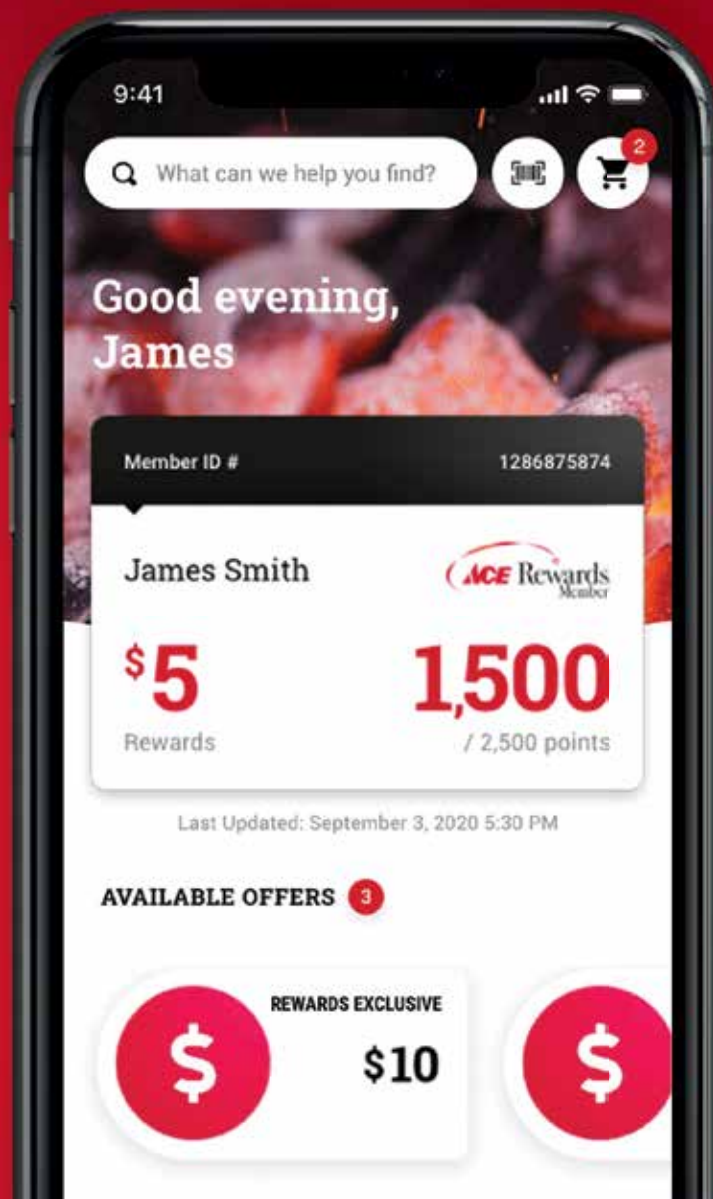 9:41
What can we help you find?
2
Good evening,
James
Member ID # 1286875874
James Smith
ACE Rewards
Member
$5 1,500
Rewards / 2,500 points
Last Updated: September 3, 2020 5:30 PM
AVAILABLE OFFERS 3
REWARDS EXCLUSIVE
$ $10 $